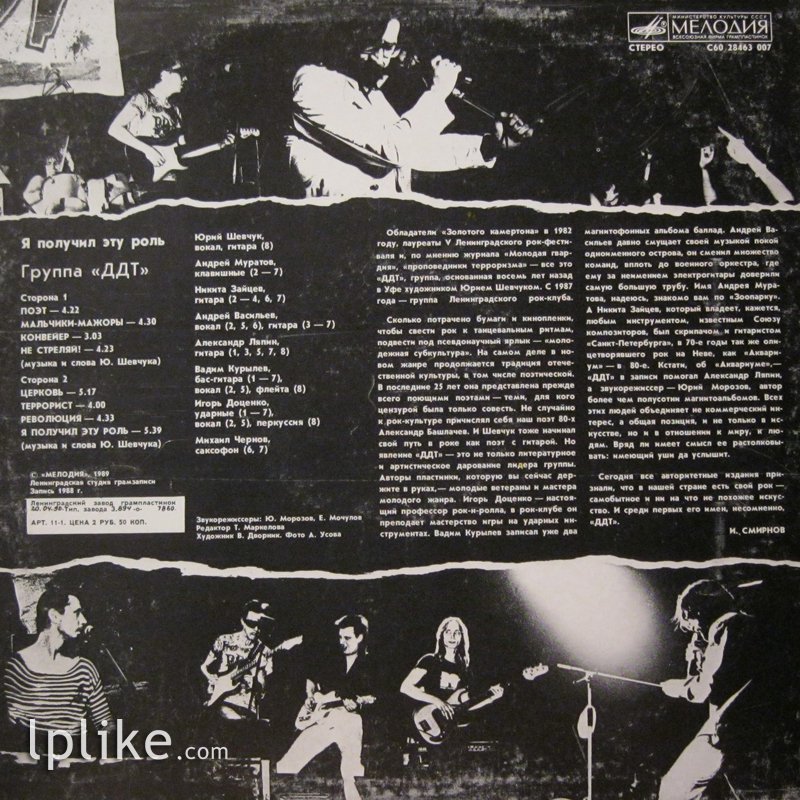 МИНИСТЕРСТВО КУЛЬТУРЫ СССР
МЕЛОДИЯ
ВСЕСОЮЗНАЯ ФИРМА ГРАМПЛАСТИНОК
СТЕРЕО С60 28463 007
Я получил эту роль
Группа «ДДТ»
Сторона 1
ПОЭТ — 4.22
МАЛЬЧИКИ-МАЖОРЫ — 4.30
КОНВЕЙЕР — 3.03
НЕ СТРЕЛЯЙ! — 4.23
(музыка и слова Ю. Шевчука)
Сторона 2
ЦЕРКОВЬ — 5.17
ТЕРРОРИСТ — 4.00
РЕВОЛЮЦИЯ — 4.33
Я ПОЛУЧИЛ ЭТУ РОЛЬ — 5.39
(музыка и слова Ю. Шевчука)
© «МЕЛОДИЯ», 1989
Ленинградская студия грамзаписи
Запись 1988 г.
Ленинградский завод грампластинок
Тип. завода
7860
АРТ. 11-1. ЦЕНА 2 РУБ. 50 КОП.
Юрий Шевчук,
вокал, гитара (8)
Андрей Муратов,
клавишные (2 — 7)
Никита Зайцев,
гитара (2 — 4, 6, 7)
Андрей Васильев,
вокал (2, 5, 6), гитара (3 — 7)
Александр Ляпин,
гитара (1, 3, 5, 7, 8)
Вадим Курылев,
бас-гитара (1 — 7),
вокал (2, 5), флейта (8)
Игорь Доценко,
ударные (1 — 7),
вокал (2, 5), перкуссия (8)
Михаил Чернов,
саксофон (6, 7)
Звукорежиссеры: Ю. Морозов, Е. Мочулов
Редактор Т. Маркелова
Художник В. Дворник. Фото А. Усова
Обладатели «Золотого камертона» в 1982
году, лауреаты V Ленинградского рок-фести-
валя и, по мнению журнала «Молодая гвар-
дия», «проповедники терроризма» — все это
«ДДТ», группа, основанная восемь лет назад
в Уфе художником Юрием Шевчуком. С 1987
года — группа Ленинградского рок-клуба.
Сколько потрачено бумаги и кинопленки,
чтобы свести рок к танцевальным ритмам,
подвести под псевдонаучный ярлык — «моло-
дежная субкультура». На самом деле в но-
вом жанре продолжается традиция отече-
ственной культуры, в том числе поэтической.
В последние 25 лет она представлена прежде
всего поющими поэтами — теми, для кого
цензурой была только совесть. Не случайно
к рок-культуре причислял себя наш поэт 80-х
Александр Башлачев. И Шевчук тоже начинал
свой путь в роке как поэт с гитарой. Но
явление «ДДТ» — это не только литературное
и артистическое дарование лидера группы.
Авторы пластинки, которую вы сейчас дер-
жите в руках, — молодые ветераны и мастера
молодого жанра. Игорь Доценко — настоя-
щий профессор рок-н-ролла, в рок-клубе он
преподает мастерство игры на ударных ин-
струментах. Вадим Курылев записал уже два
магнитофонных альбома баллад. Андрей Ва-
сильев давно смущает своей музыкой покой
одноименного острова, он сменил множество
команд, вплоть до военного оркестра, где
ему за неимением электрогитары доверили
самую большую трубу. Имя Андрея Мура-
това, надеюсь, знакомо вам по «Зоопарку».
А Никита Зайцев, который владеет, кажется,
любым инструментом, известным Союзу
композиторов, был скрипачом и гитаристом
«Санкт-Петербурга», в 70-е годы так же оли-
цетворявшего рок на Неве, как «Аквари-
ум» — в 80-е. Кстати, об «Аквариуме», —
«ДДТ» в записи помогал Александр Ляпин,
а звукорежиссер — Юрий Морозов, автор
более чем полусотни магнитоальбомов. Всех
этих людей объединяет не коммерческий ин-
терес, а общая позиция, и не только в ис-
кусстве, но и в отношении к миру, к лю-
дям. Вряд ли имеет смысл ее растолковы-
вать: имеющий уши да услышит.
Сегодня все авторитетные издания при-
знали, что в нашей стране есть свой рок —
самобытное и ни на что не похожее искус-
ство. И среди первых его имен, несомненно,
«ДДТ».
И. СМИРНОВ
lplike.com